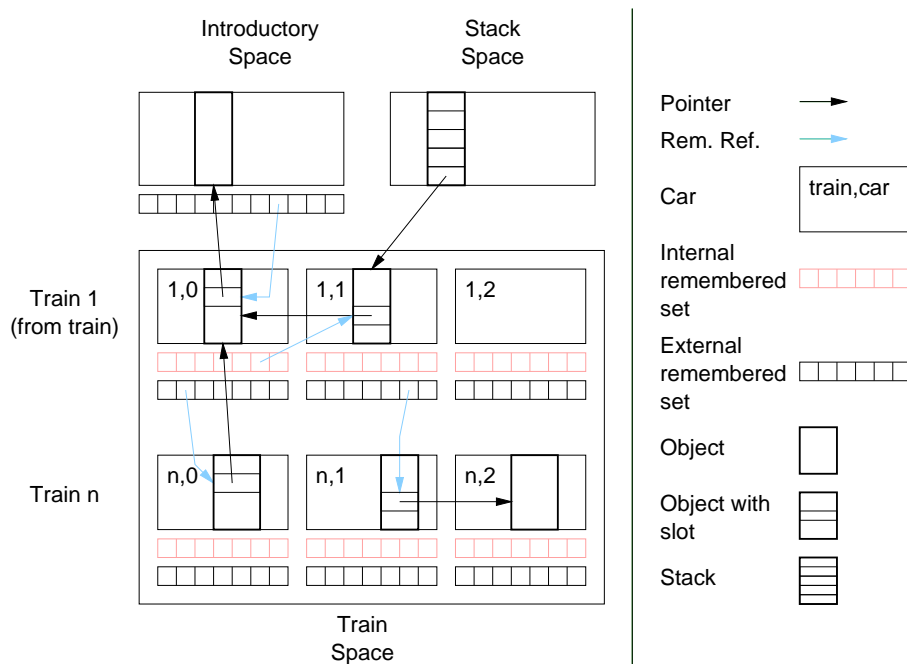 Introductory
Space
Stack
Space
Train 1
(from train)
1,0
1,1
1,2
Train n
n,0
n,1
n,2
Train
Space
Pointer
Rem. Ref.
Car
train,car
Internal
remembered
set
External
remembered
set
Object
Object with
slot
Stack